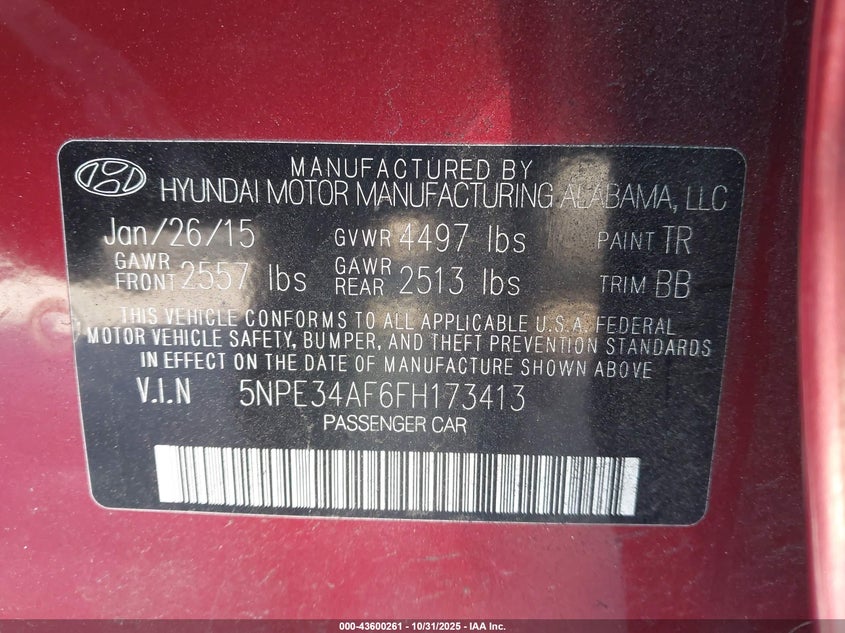 MANUFACTURED BY
HYUNDAI MOTOR MANUFACTURING ALABAMA, LLC
Jan/26/15 GVWR 4497 lbs PAINT TR
GAWR FRONT 2557 lbs GAWR REAR 2513 lbs TRIM BB
THIS VEHICLE CONFORMS TO ALL APPLICABLE U.S.A. FEDERAL
MOTOR VEHICLE SAFETY, BUMPER, AND THEFT PREVENTION STANDARDS
IN EFFECT ON THE DATE OF MANUFACTURE SHOWN ABOVE
V.I.N 5NPE34AF6FH173413
PASSENGER CAR
000-43600261 - 10/31/2025 - IAA Inc.